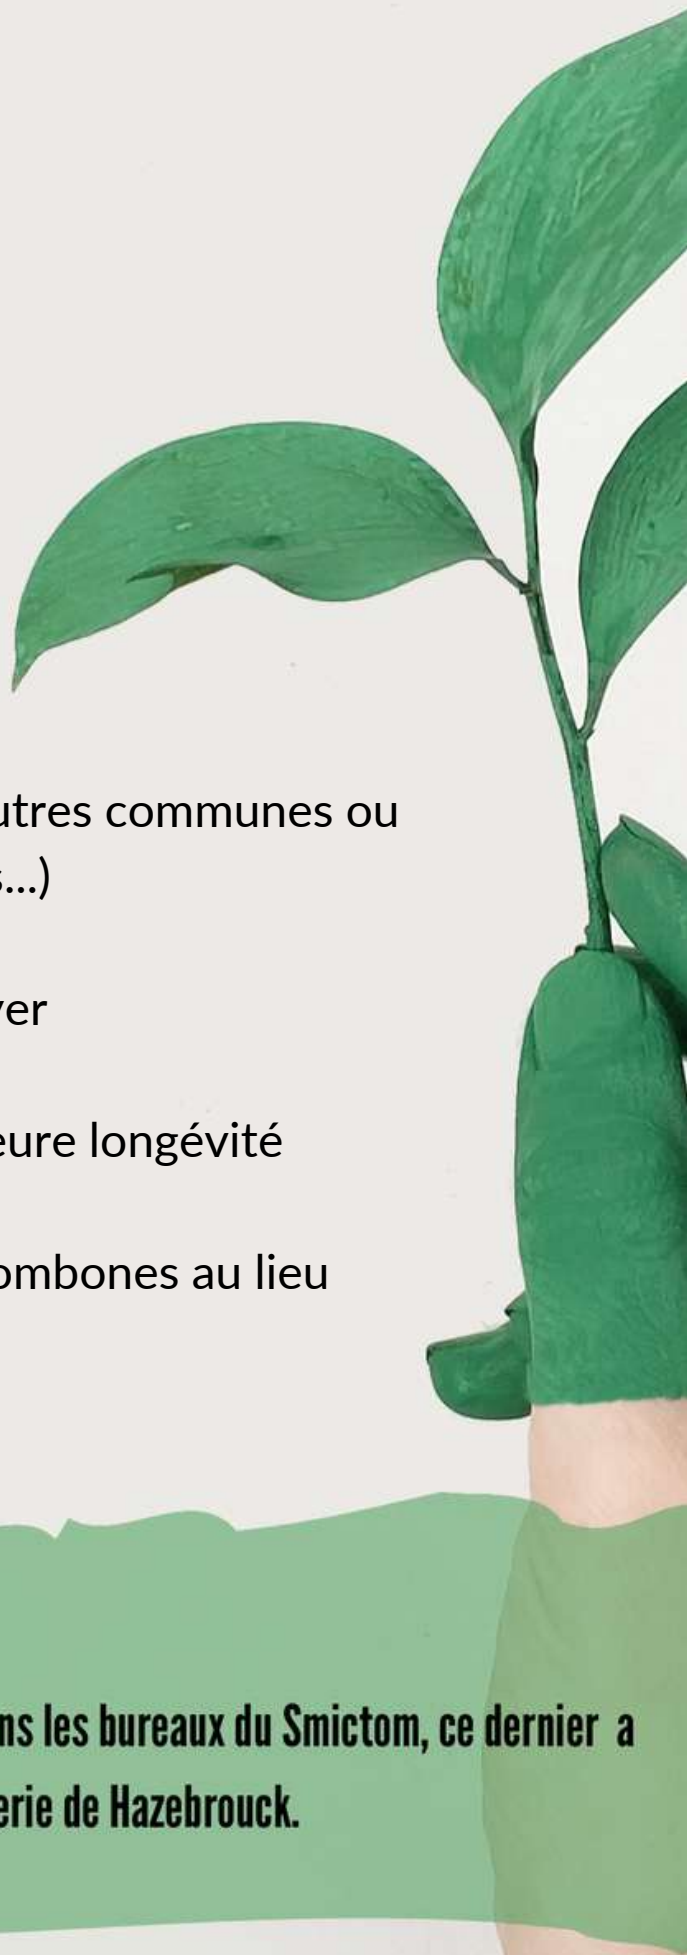 utres communes ou
s...)
ver
eure longévité
ombones au lieu
ns les bureaux du Smictom, ce dernier a
erie de Hazebrouck.